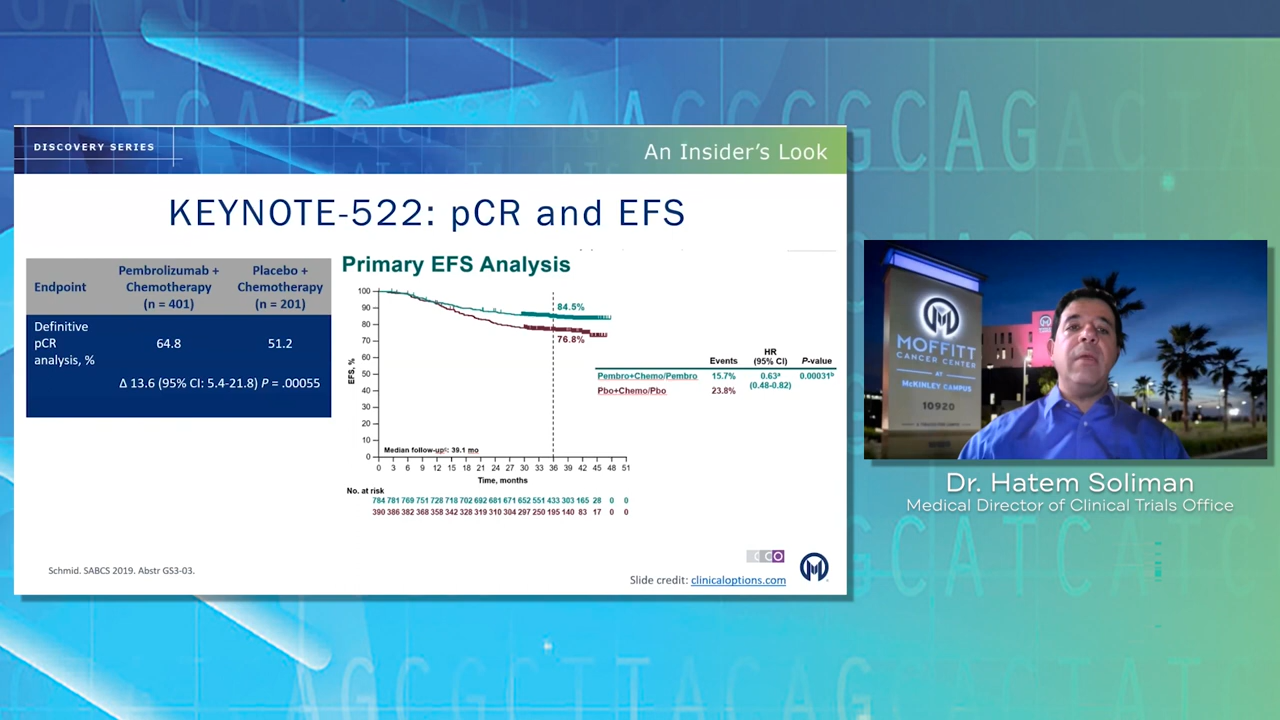 DISCOVERY SERIES
An Insider's Look
KEYNOTE-522: pCR and EFS
Endpoint
Pembrolizumab +
Chemotherapy
(n = 401)
Placebo +
Chemotherapy
(n = 201)
Definitive
pCR
analysis, %
64.8
51.2
Δ 13.6 (95% CI: 5.4-21.8) P = .00055
Primary EFS Analysis
EFS, %
100
90
80
70
60
50
40
30
20
10
0
84.5%
76.8%
Median follow-upᶜ: 39.1 mo
0 3 6 9 12 15 18 21 24 27 30 33 36 39 42 45 48 51
Time, months
No. at risk
784 781 769 751 728 718 702 692 681 671 652 551 433 303 165 28 0 0
390 386 382 368 358 342 328 319 310 304 297 250 195 140 83 17 0 0
Events HR (95% CI) P-value
Pembro+Chemo/Pembro 15.7% 0.63ᵃ (0.48-0.82) 0.00031ᵇ
Pbo+Chemo/Pbo 23.8%
Schmid. SABCS 2019. Abstr GS3-03.
CCO
Slide credit: clinicaloptions.com
MOFFITT
CANCER CENTER
AT
McKINLEY CAMPUS
10920
Dr. Hatem Soliman
Medical Director of Clinical Trials Office
GCAGACTA
GCATCATC
AGCGCTAGCAG